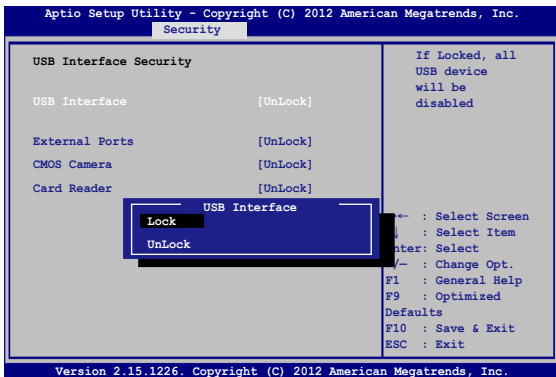 Aptio Setup Utility - Copyright (C) 2012 American Megatrends, Inc.
Security
USB Interface Security
USB Interface [UnLock]
External Ports [UnLock]
CMOS Camera [UnLock]
Card Reader [UnLock]
USB Interface
Lock
UnLock
If Locked, all
USB device
will be
disabled
→← : Select Screen
: Select Item
nter: Select
/— : Change Opt.
F1 : General Help
F9 : Optimized
Defaults
F10 : Save & Exit
ESC : Exit
Version 2.15.1226. Copyright (C) 2012 American Megatrends, Inc.